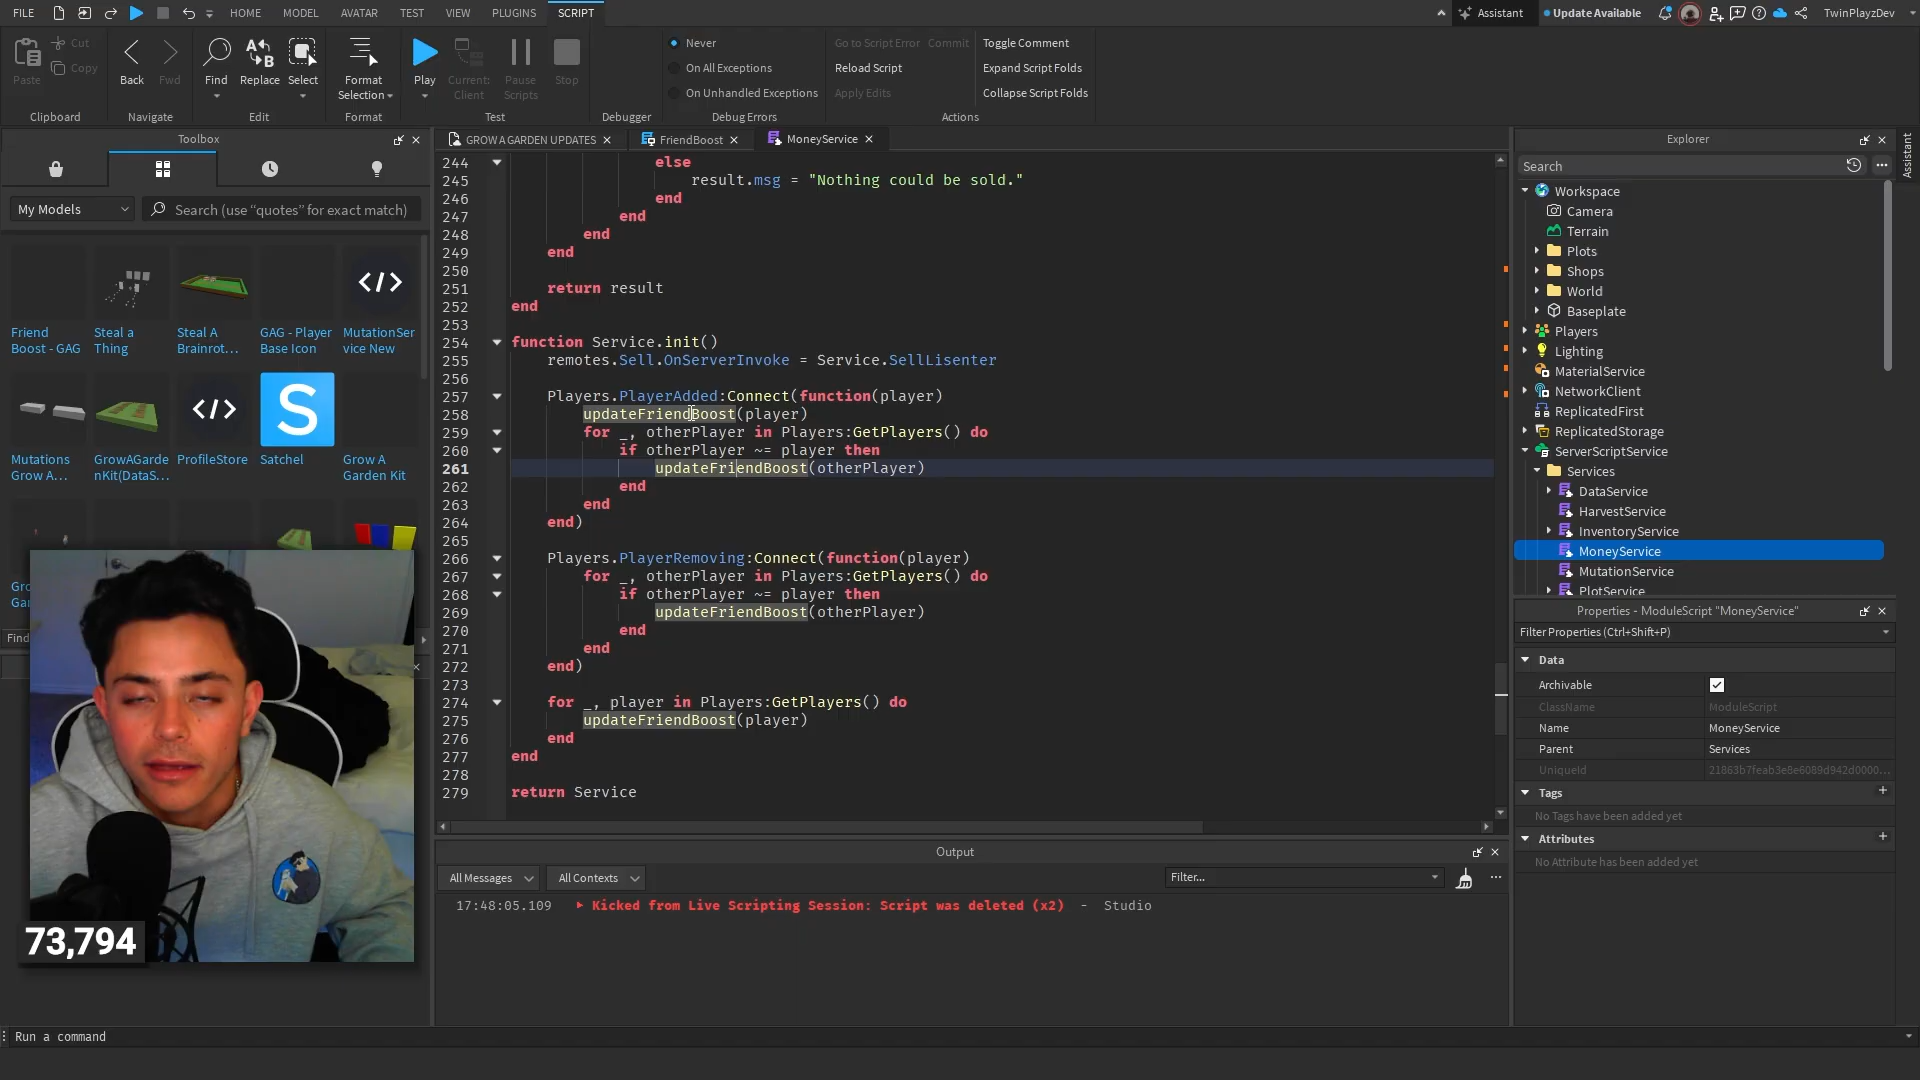 FILE HOME MODEL AVATAR TEST VIEW PLUGINS SCRIPT Assistant Update Available TwinPlayzDev
Paste Cut Copy
Clipboard
Back Fwd
Navigate
Find Replace Select
Edit
Format Selection
Format
Play Current: Client Pause Scripts Stop
Test
Debugger
Never
On All Exceptions
On Unhandled Exceptions
Debug Errors
Go to Script Error Commit
Reload Script
Apply Edits
Toggle Comment
Expand Script Folds
Collapse Script Folds
Actions
Toolbox
My Models
Search (use “quotes” for exact match)
Friend Boost - GAG
Steal a Thing
Steal A Brainrot...
GAG - Player Base Icon
MutationSer vice New
Mutations Grow A...
GrowAGarde nKit(DataS...
ProfileStore
S
Satchel
Grow A Garden Kit
73,794
GROW A GARDEN UPDATES
FriendBoost
MoneyService
244 else
245 result.msg = "Nothing could be sold."
246 end
247 end
248 end
249 end
250
251 return result
252 end
253
254 function Service.init()
255 remotes.Sell.OnServerInvoke = Service.SellLisenter
256
257 Players.PlayerAdded:Connect(function(player)
258 updateFriendBoost(player)
259 for _, otherPlayer in Players:GetPlayers() do
260 if otherPlayer ~= player then
261 updateFriendBoost(otherPlayer)
262 end
263 end
264 end)
265
266 Players.PlayerRemoving:Connect(function(player)
267 for _, otherPlayer in Players:GetPlayers() do
268 if otherPlayer ~= player then
269 updateFriendBoost(otherPlayer)
270 end
271 end
272 end)
273
274 for _, player in Players:GetPlayers() do
275 updateFriendBoost(player)
276 end
277 end
278
279 return Service
Output
All Messages All Contexts Filter...
17:48:05.109 Kicked from Live Scripting Session: Script was deleted (x2) - Studio
Explorer
Assistant
Search
Workspace
Camera
Terrain
Plots
Shops
World
Baseplate
Players
Lighting
MaterialService
NetworkClient
ReplicatedFirst
ReplicatedStorage
ServerScriptService
Services
DataService
HarvestService
InventoryService
MoneyService
MutationService
PlotService
Properties - ModuleScript "MoneyService"
Filter Properties (Ctrl+Shift+P)
Data
Archivable
ClassName ModuleScript
Name MoneyService
Parent Services
UniqueId 21863b7feab3e8e6089d942d0000...
Tags
No Tags have been added yet
Attributes
No Attribute has been added yet
Run a command